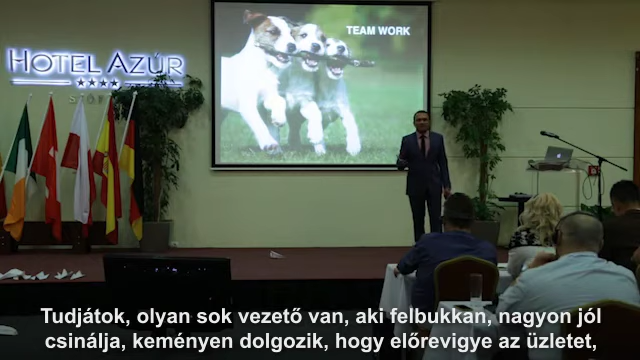 TEAM WORK
HOTEL AZÚR
Tudjátok, olyan sok vezető van, aki felbukkan, nagyon jól
csinálja, keményen dolgozik, hogy előrevigye az üzletet,